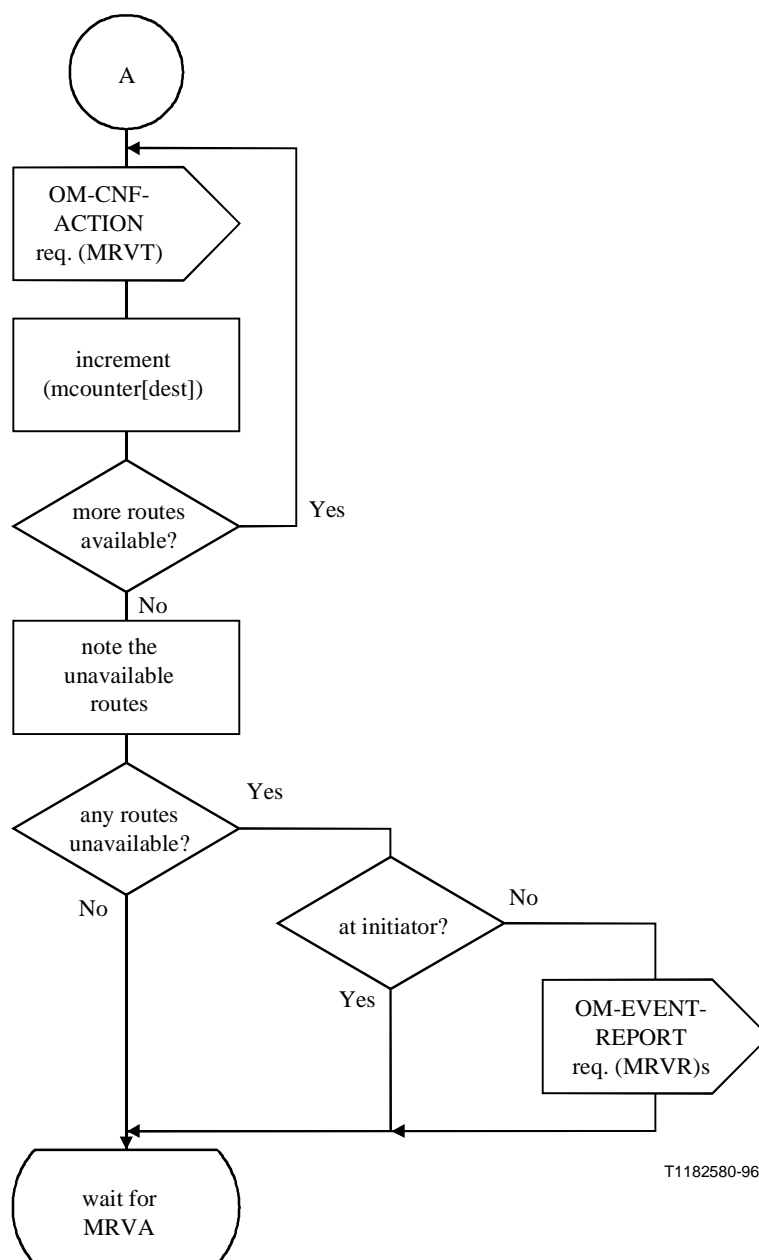 A
OM-CNF-
ACTION
req. (MRVT)
increment
(mcounter[dest])
more routes
available?
Yes
No
note the
unavailable
routes
any routes
unavailable?
Yes
No
at initiator?
No
Yes
OM-EVENT-
REPORT
req. (MRVR)s
wait for
MRVA
T1182580-96